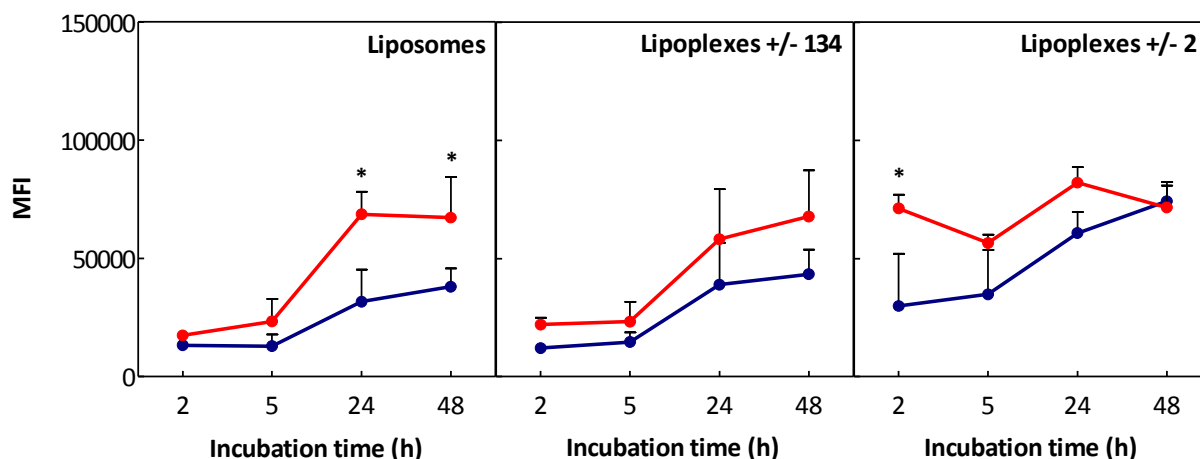 150000
100000
50000
0
MFI
Liposomes
Lipoplexes +/- 134
Lipoplexes +/- 2
* *
*
2 5 24 48
2 5 24 48
2 5 24 48
Incubation time (h)
Incubation time (h)
Incubation time (h)